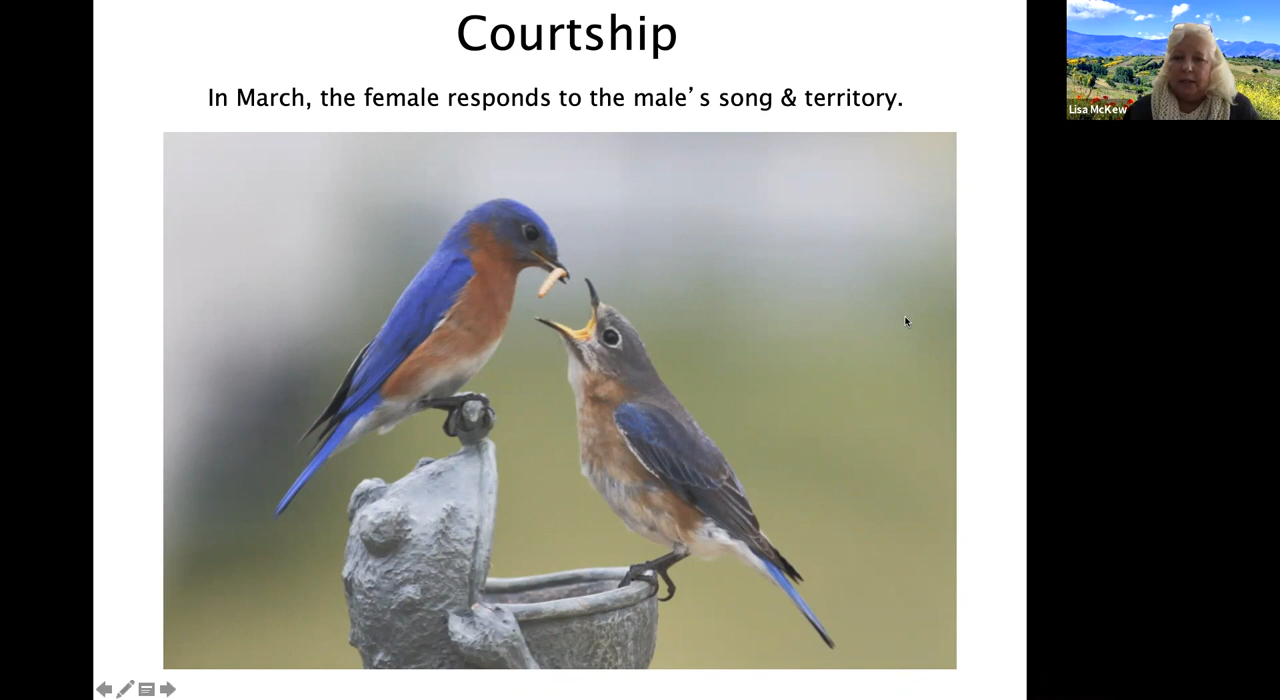 Courtship
In March, the female responds to the male’s song & territory.
Lisa McKew